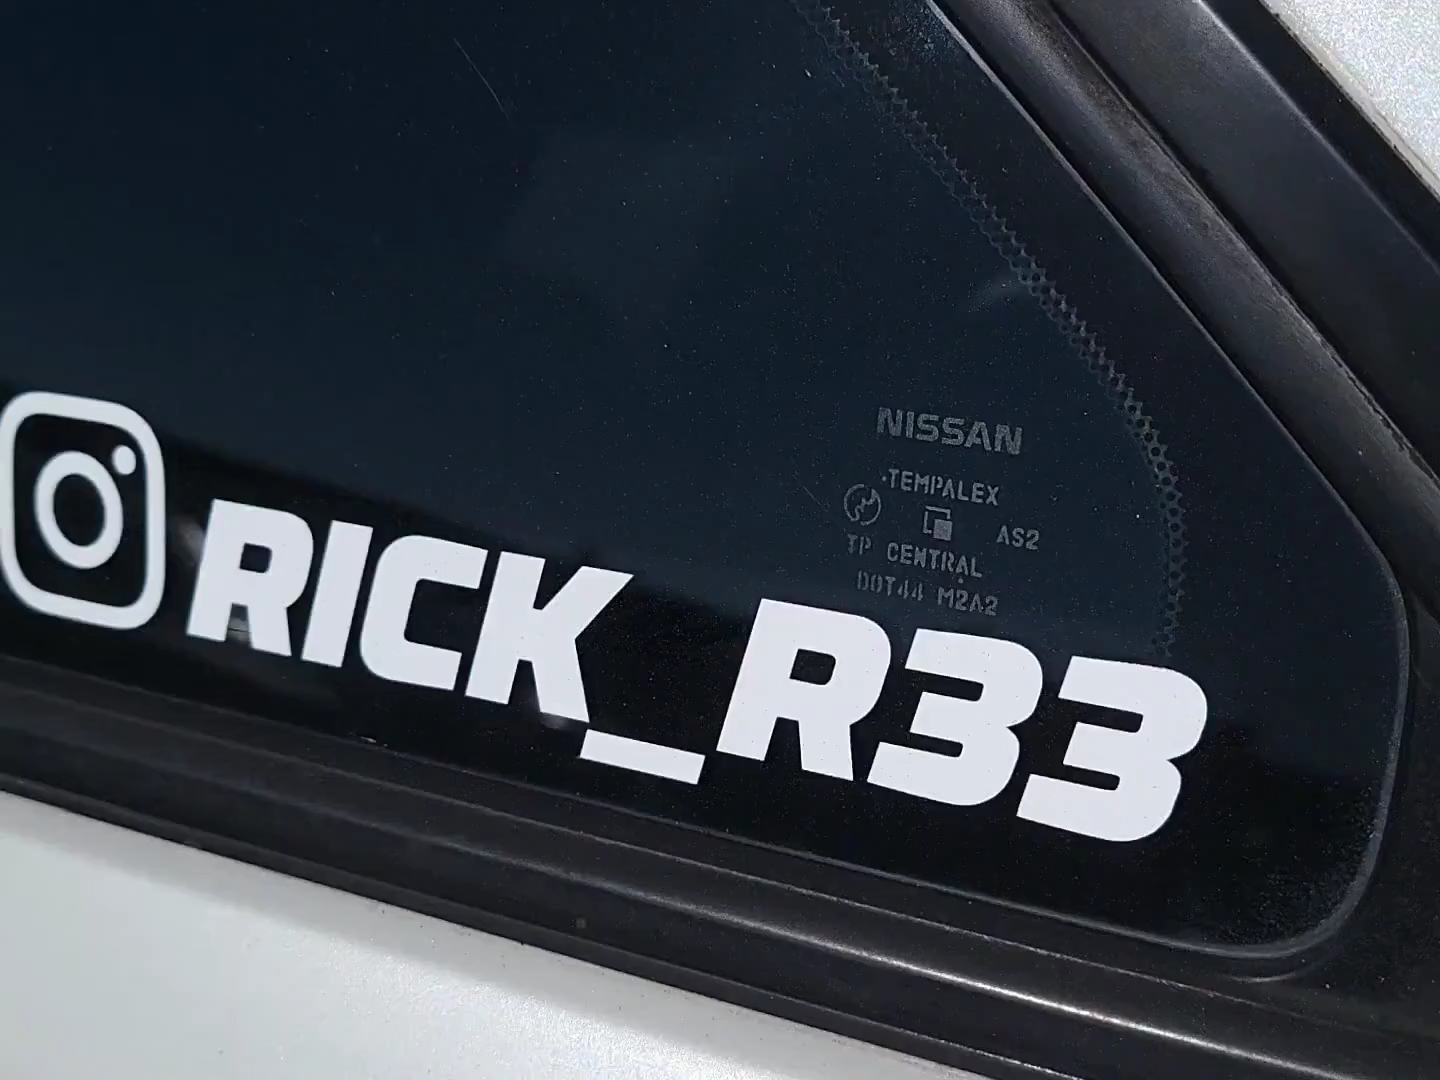 NISSAN
TEMPALEX
AS2
TP CENTRAL
DOT44 M2A2
RICK_R33